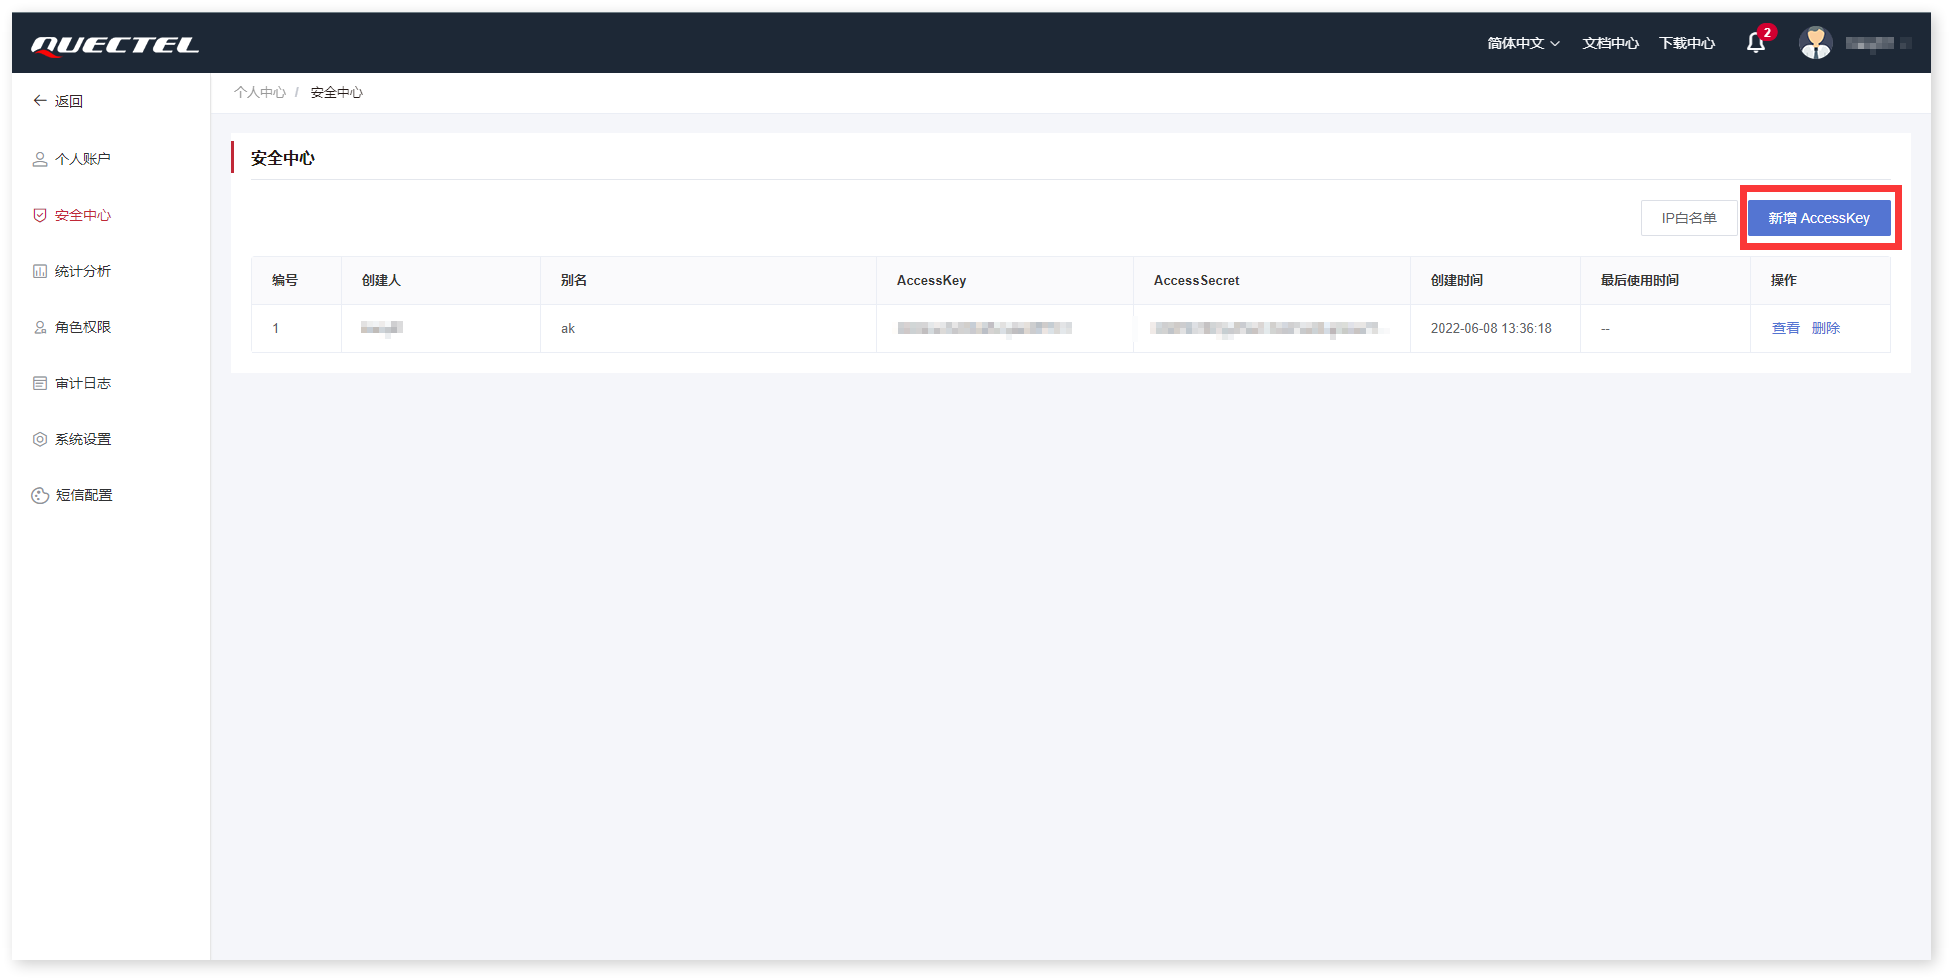 QUECTEL
简体中文 文档中心 下载中心 2
返回
个人账户
安全中心
统计分析
角色权限
审计日志
系统设置
短信配置
个人中心 / 安全中心
安全中心
IP白名单 新增 AccessKey
编号 创建人 别名 AccessKey AccessSecret 创建时间 最后使用时间 操作
1 ak 2022-06-08 13:36:18 -- 查看 删除